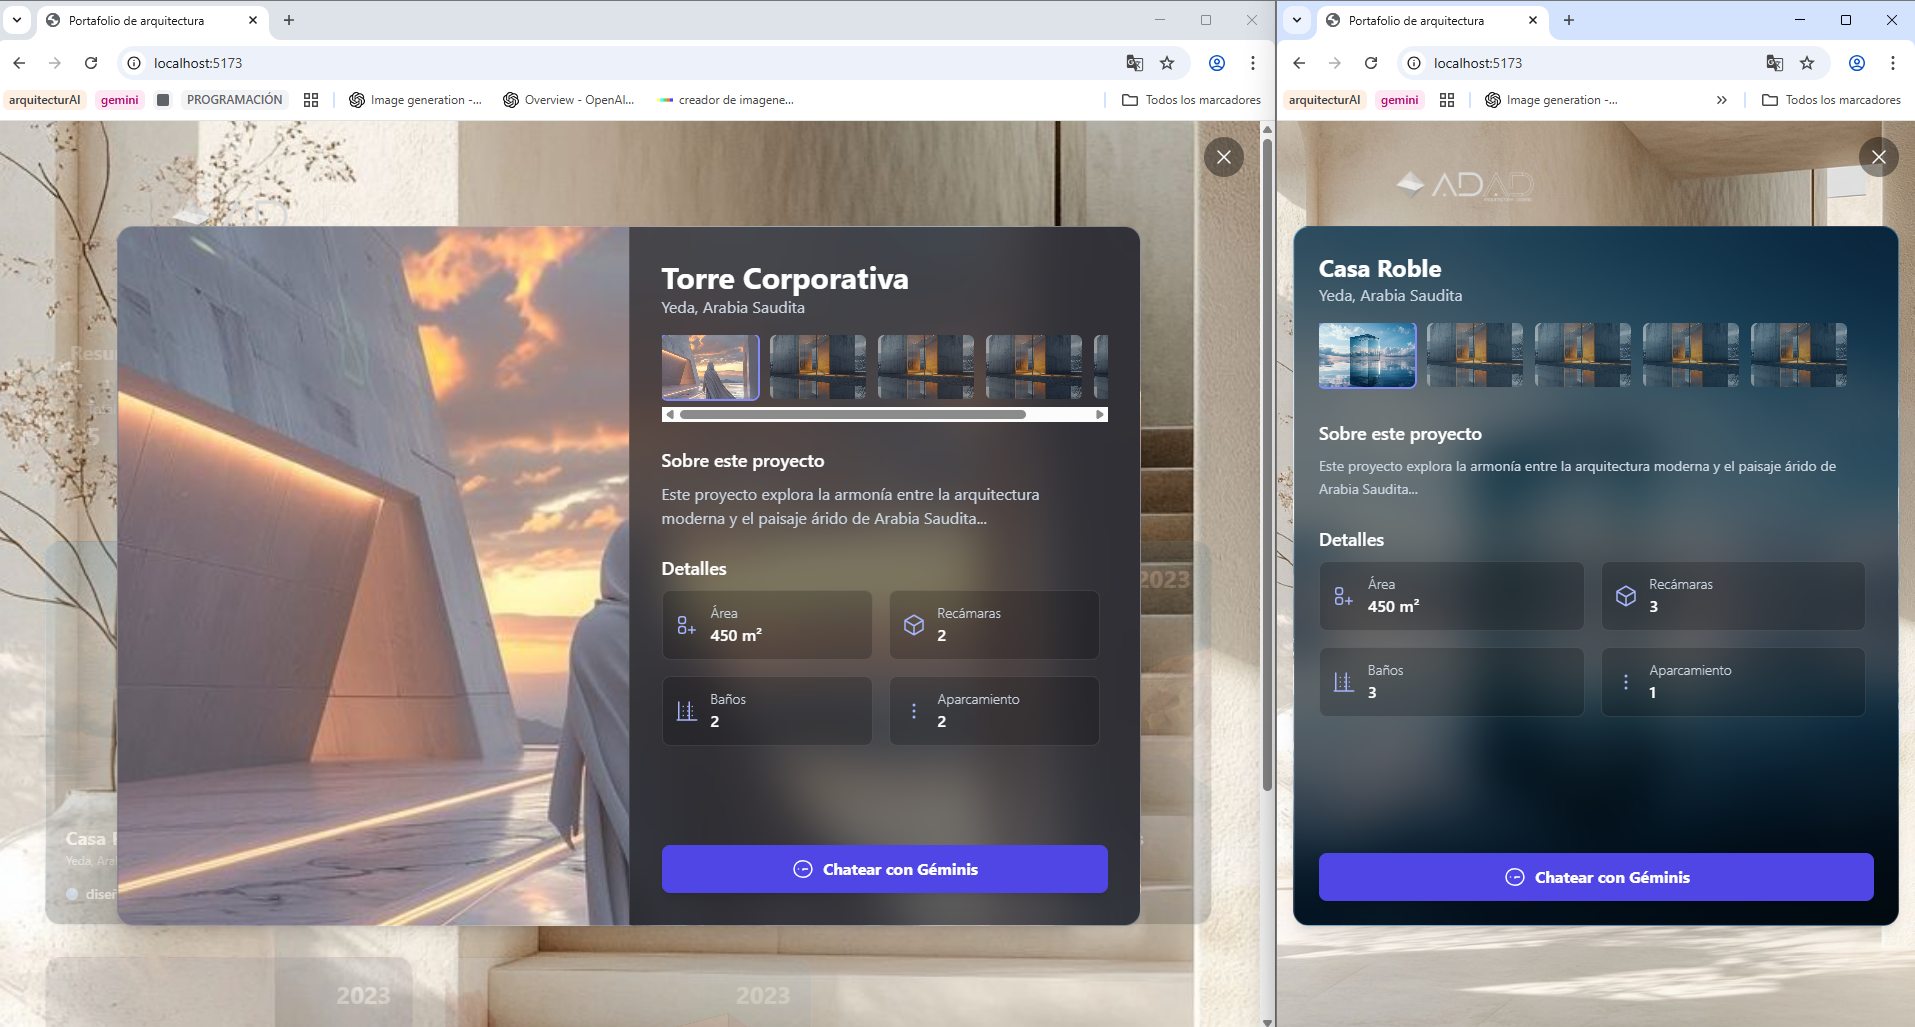 Portafolio de arquitectura
localhost:5173
arquitecturAI
gemini
PROGRAMACIÓN
Image generation -...
Overview - OpenAI...
creador de imagene...
Todos los marcadores
AD
Resu
5
Torre Corporativa
Yeda, Arabia Saudita
Sobre este proyecto
Este proyecto explora la armonía entre la arquitectura
moderna y el paisaje árido de Arabia Saudita...
Detalles
Área
450 m²
Recámaras
2
Baños
2
Aparcamiento
2
Chatear con Géminis
2023
Casa
Yeda, Ara
diseñ
2023
2023
Portafolio de arquitectura
localhost:5173
arquitecturAI
gemini
Image generation -...
Todos los marcadores
ADAD
Casa Roble
Yeda, Arabia Saudita
Sobre este proyecto
Este proyecto explora la armonía entre la arquitectura moderna y el paisaje árido de
Arabia Saudita...
Detalles
Área
450 m²
Recámaras
3
Baños
3
Aparcamiento
1
Chatear con Géminis